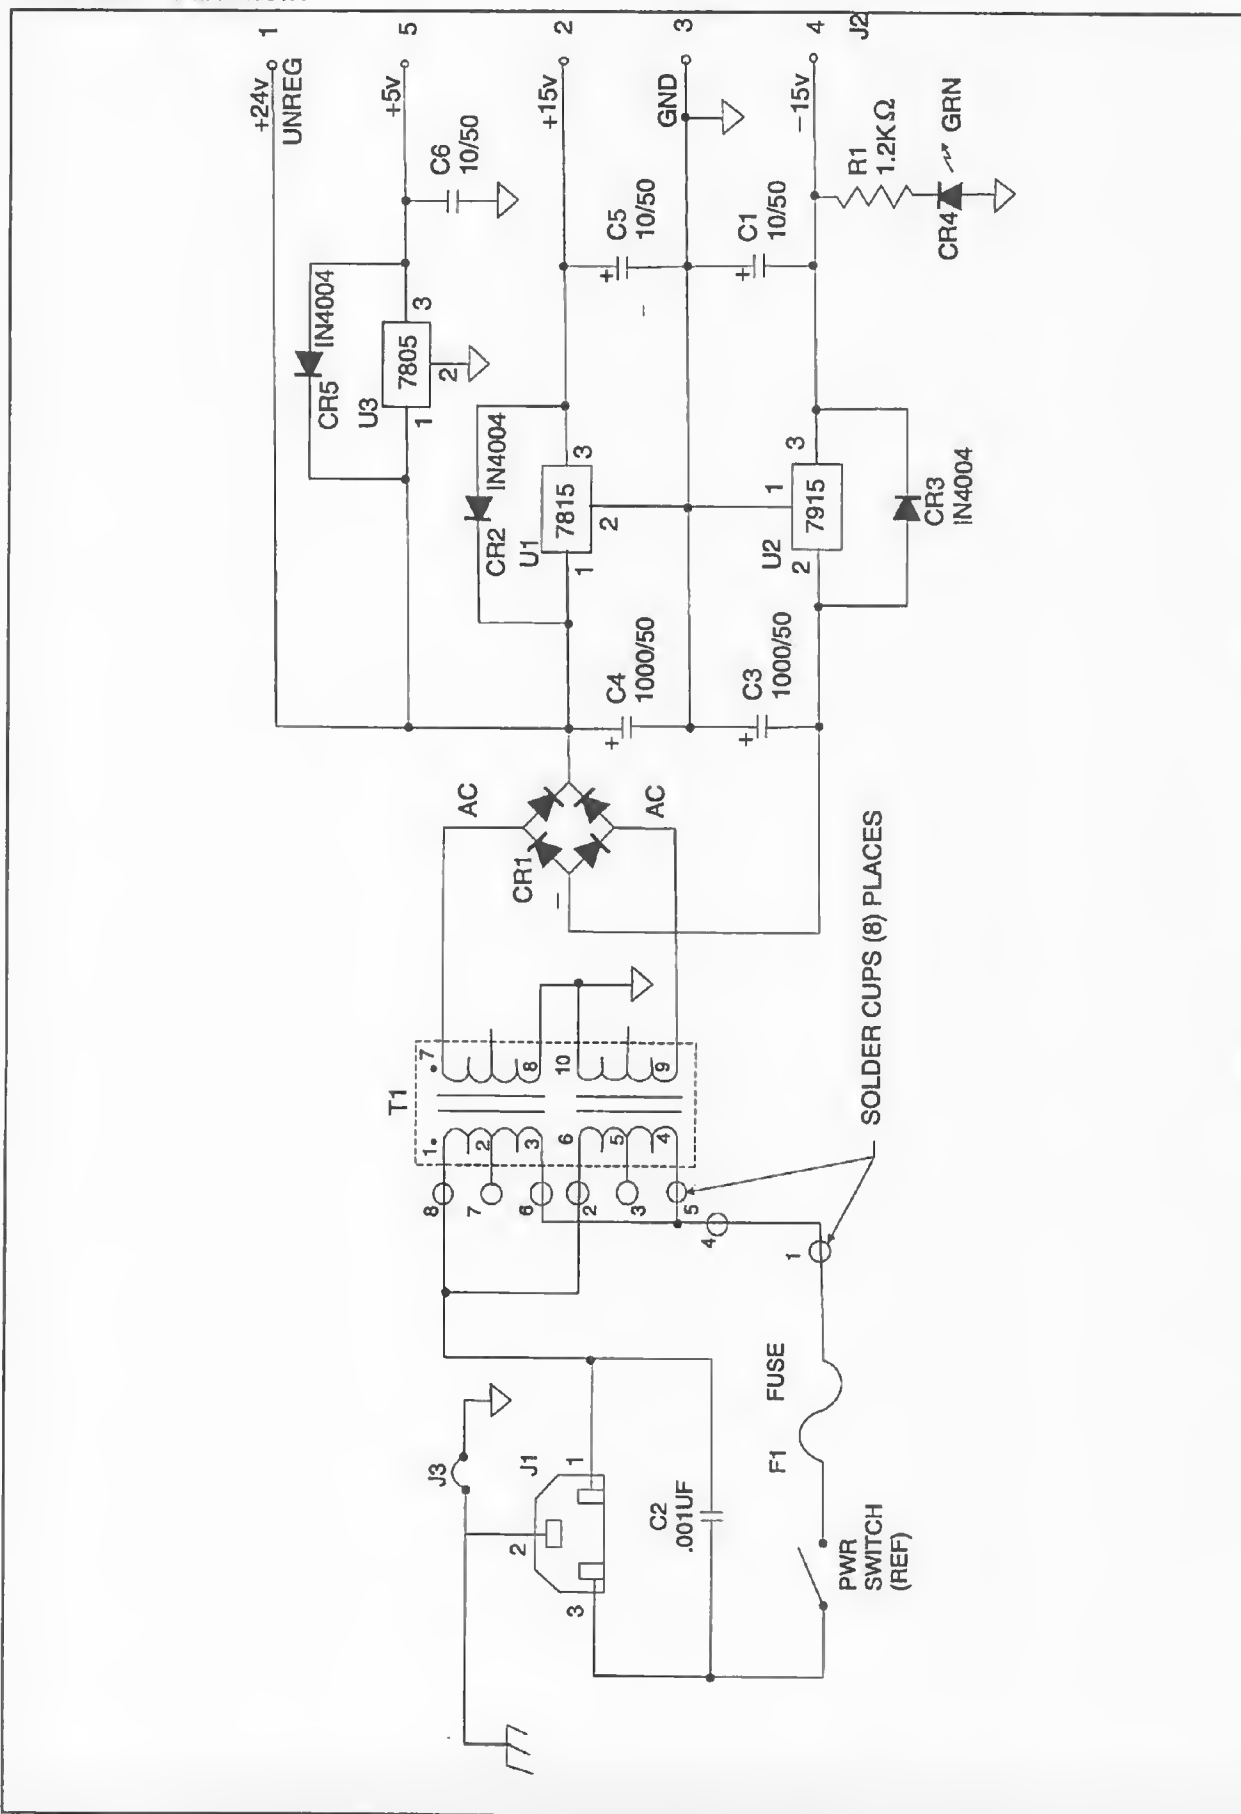 +24v 1
UNREG
+5v 5
C6
10/50
IN4004
CR5
U3
7805
1
2
3
+15v 2
C5
10/50
IN4004
CR2
U1
7815
1
2
3
GND 3
C4
1000/50
+
+
-15v 4
J2
C1
10/50
+
R1
1.2KΩ
CR4
GRN
U2
7915
1
2
3
CR3
IN4004
C3
1000/50
+
AC
AC
CR1
–
T1
1
2
3
6
5
4
7
8
10
9
8
7
6
2
3
5
4
1
SOLDER CUPS (8) PLACES
J3
J1
1
2
3
C2
.001UF
F1 FUSE
PWR
SWITCH
(REF)